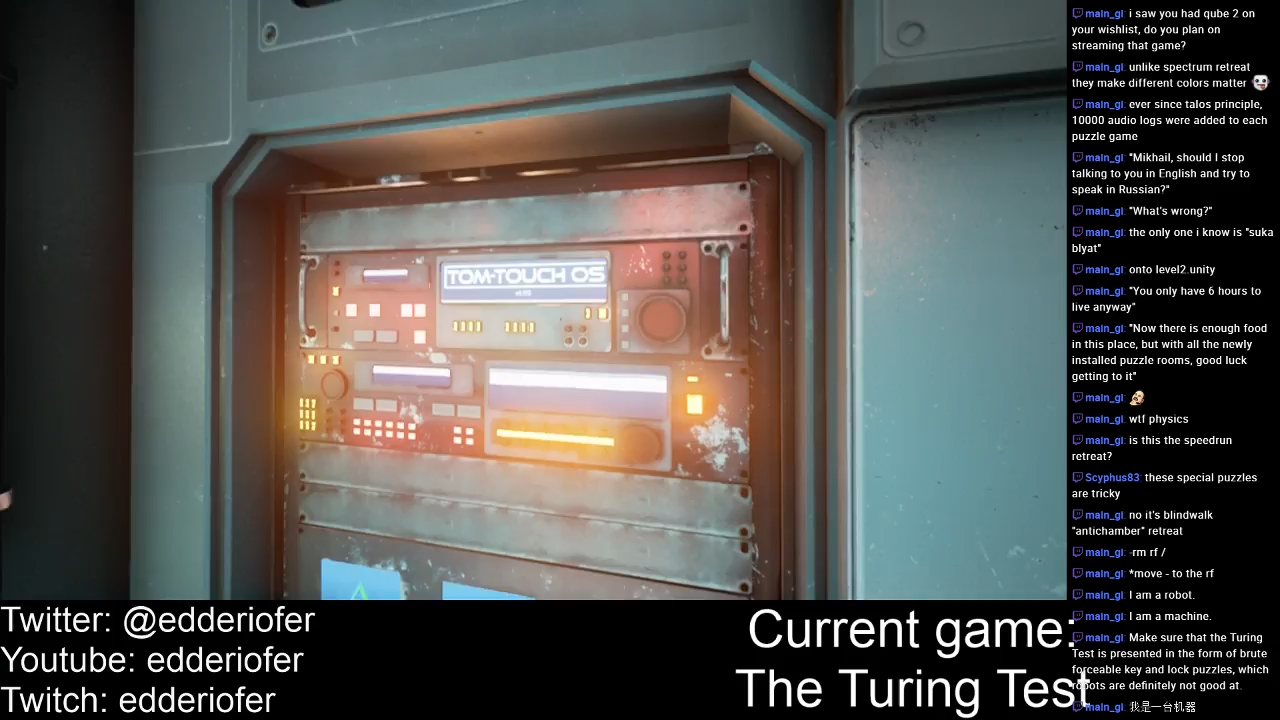 TOM-TOUCH OS
main_gl: i saw you had qube 2 on
your wishlist, do you plan on
streaming that game?
main_gl: unlike spectrum retreat
they make different colors matter
main_gl: ever since talos principle,
10000 audio logs were added to each
puzzle game
main_gl: "Mikhail, should I stop
talking to you in English and try to
speak in Russian?"
main_gl: "What's wrong?"
main_gl: the only one i know is "suka
blyat"
main_gl: onto level2.unity
main_gl: "You only have 6 hours to
live anyway"
main_gl: "Now there is enough food
in this place, but with all the newly
installed puzzle rooms, good luck
getting to it"
main_gl:
main_gl: wtf physics
main_gl: is this the speedrun
retreat?
Scyphus83: these special puzzles
are tricky
main_gl: no it's blindwalk
"antichamber" retreat
main_gl: -rm rf /
main_gl: *move - to the rf
main_gl: I am a robot.
main_gl: I am a machine.
main_gl: Make sure that the Turing
Test is presented in the form of brute
forceable key and lock puzzles, which
robots are definitely not good at.
main_gl: 我是一台机器
Twitter: @edderiofer
Youtube: edderiofer
Twitch: edderiofer
Current game:
The Turing Test